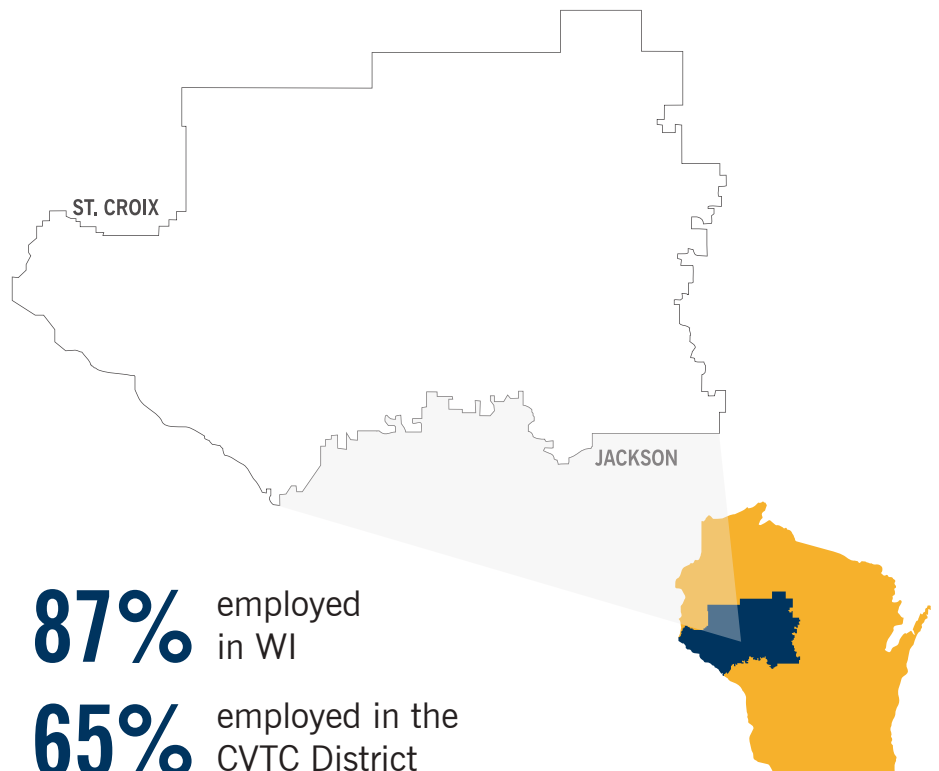 ST. CROIX
JACKSON
87% employed
in WI
65% employed in the
CVTC District